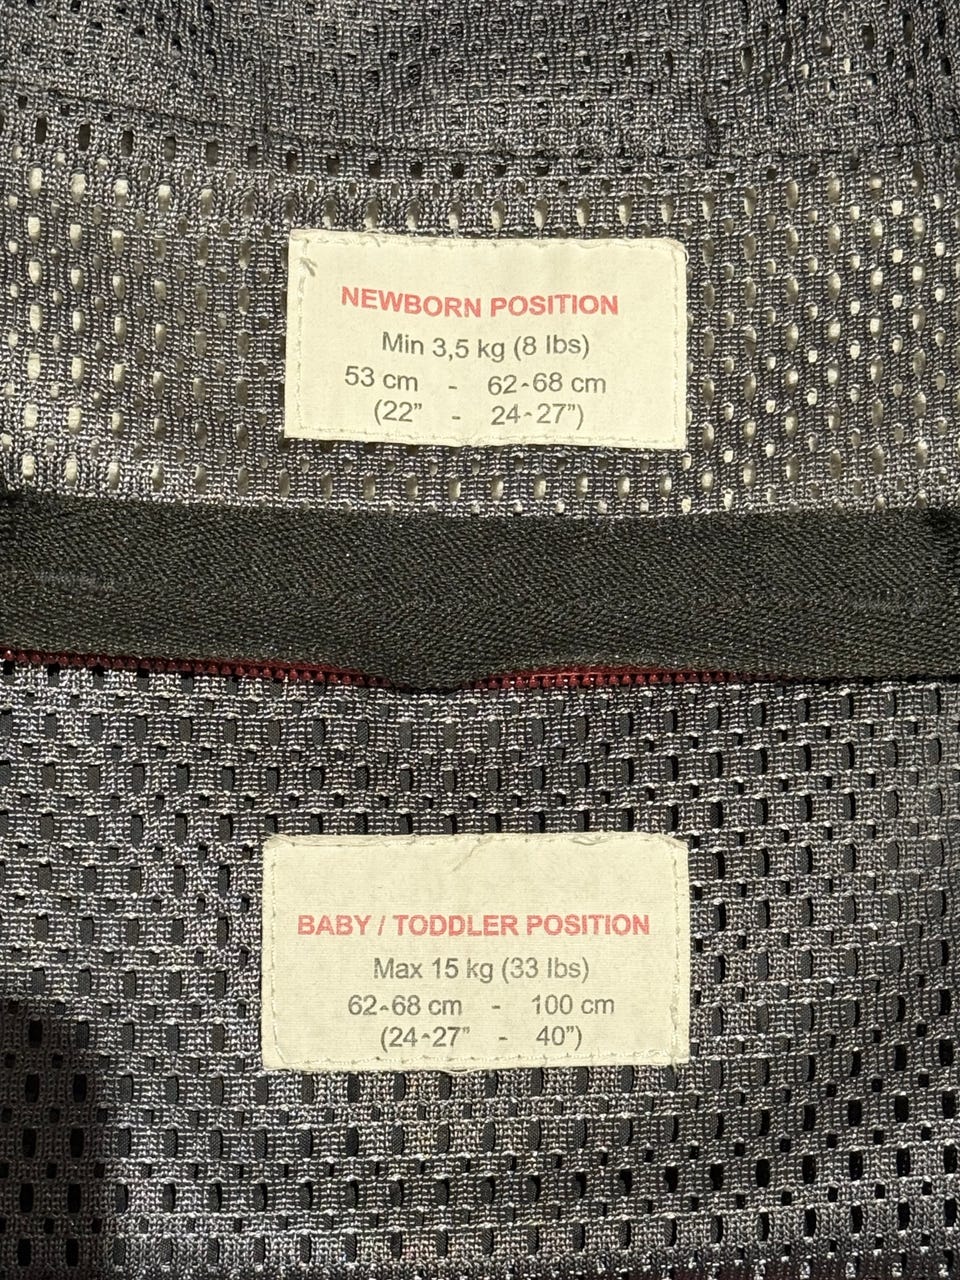 NEWBORN POSITION
Min 3,5 kg (8 lbs)
53 cm - 62-68 cm
(22” - 24-27”)
BABY / TODDLER POSITION
Max 15 kg (33 lbs)
62-68 cm - 100 cm
(24-27” - 40”)